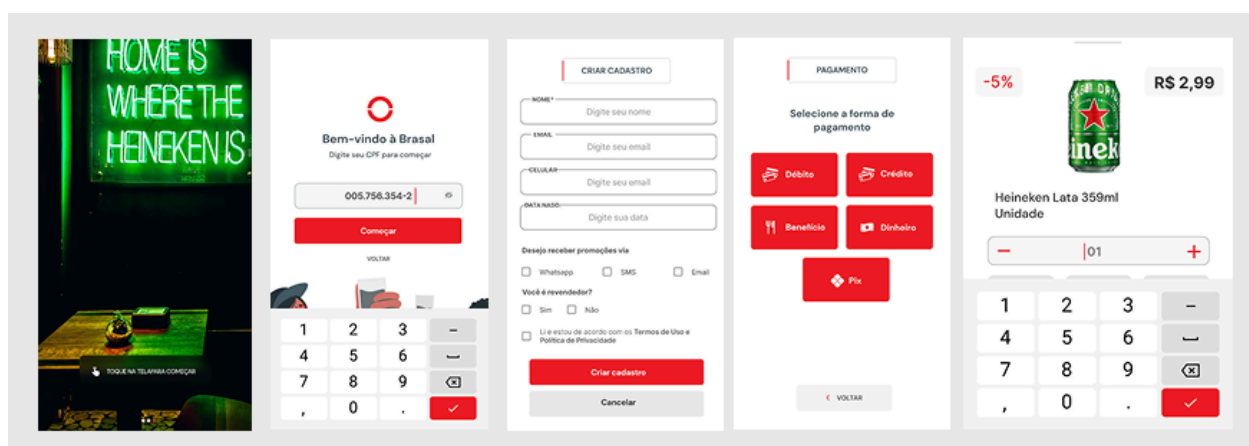 HOME IS
WHERE THE
HEINEKEN IS
TOQUE NA TELAPARA COMEÇAR
Bem-vindo à Brasal
Digite seu CPF para começar
005.756.354-2
Começar
VOLTAR
1 2 3 -
4 5 6
7 8 9
, 0 .
CRIAR CADASTRO
NOME*
Digite seu nome
EMAIL
Digite seu email
CELULAR
Digite seu email
DATA NASC.
Digite sua data
Desejo receber promoções via
Whatsapp SMS Email
Você é revendedor?
Sim Não
Li e estou de acordo com os Termos de Uso e
Política de Privacidade
Criar cadastro
Cancelar
PAGAMENTO
Selecione a forma de
pagamento
Débito Crédito
Benefício Dinheiro
Pix
VOLTAR
-5% R$ 2,99
Heineken Lata 359ml
Unidade
- 01 +
1 2 3 -
4 5 6
7 8 9
, 0 .